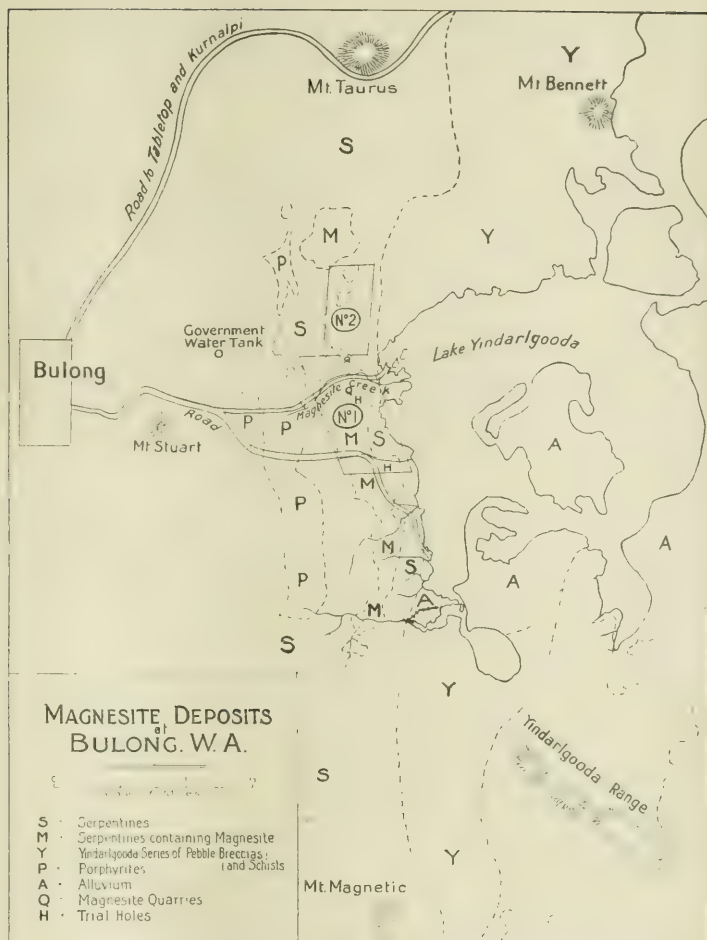 Road to Tabletop and Kurnalpi
Mt. Taurus
Y
Mt Bennett
S
M
P
Y
S
Nº2
Government
Water Tank
Q
Lake Yindarlgooda
Bulong
Magnesite Creek
Q
H
Road
P
P
Nº1
M
S
Mt Stuart
H
M
A
P
A
M
S
A
P
M
A
S
Y
MAGNESITE DEPOSITS
at
BULONG. W. A.
S
Yindarlgooda Range
S · Serpentines
M · Serpentines containing Magnesite
Y · Yindarlgooda Series of Pebble Breccias
and Schists
P · Porphyrites
A · Alluvium
Q · Magnesite Quarries
H · Trial Holes
Y
Mt. Magnetic